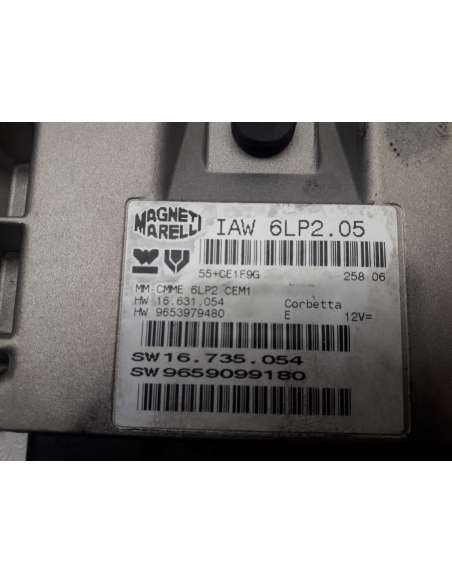 MAGNETI MARELLI
IAW 6LP2.05
55+CE1F9G 258 06
MM-CMME 6LP2 CEM1
HW 16.631.054 Corbetta
HW 9653979480 E 12V=
SW16.735.054
SW9659099180